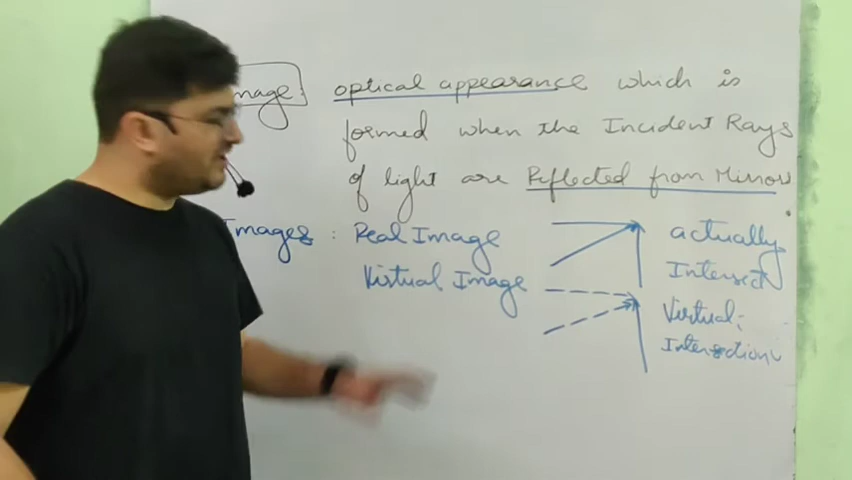 mage: optical appearance which is
formed when the Incident Rays
of light are Reflected from Mirror
Images : Real Image
actually
Intersect
Virtual Image
Virtual:
Intersection